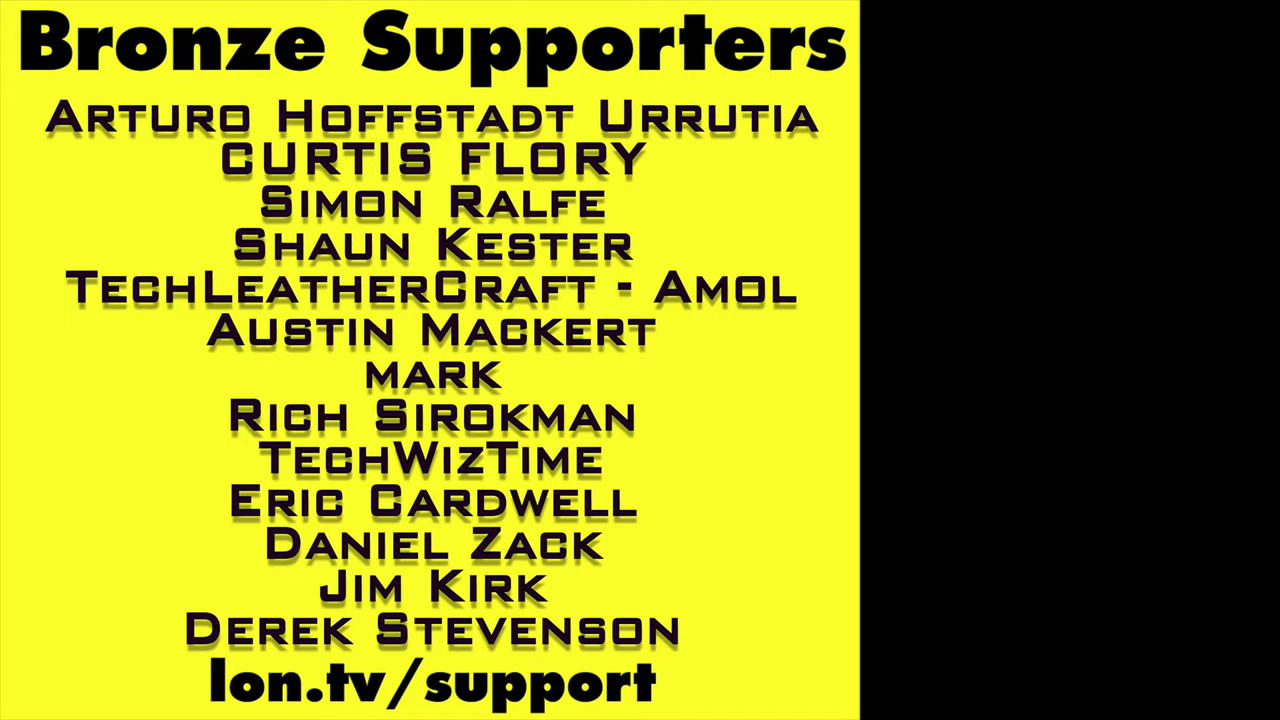 Bronze Supporters
Arturo Hoffstadt Urrutia
CURTIS FLORY
Simon Ralfe
Shaun Kester
TechLeatherCraft - Amol
Austin Mackert
mark
Rich Sirokman
TechWizTime
Eric Cardwell
Daniel Zack
Jim Kirk
Derek Stevenson
lon.tv/support